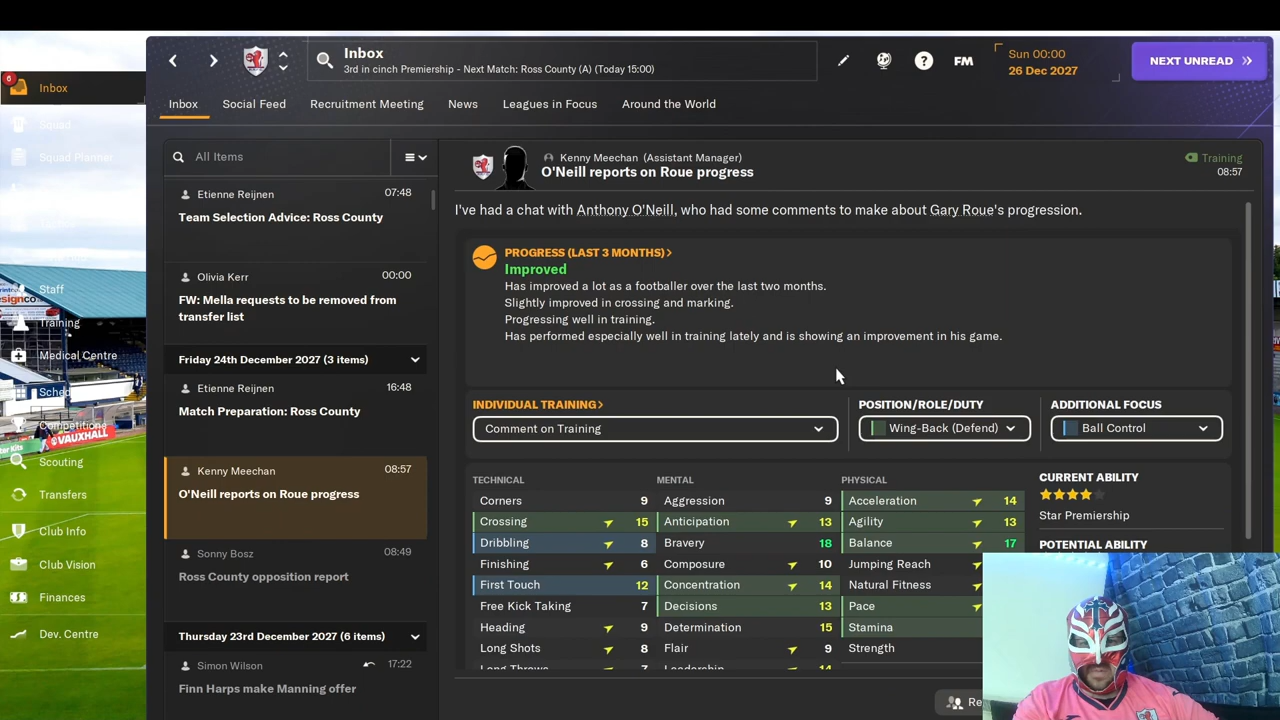 Inbox
3rd in cinch Premiership - Next Match: Ross County (A) (Today 15:00)
FM
Sun 00:00
26 Dec 2027
NEXT UNREAD
6
Inbox
Squad
Squad Planner
Staff
Training
Medical Centre
Sched
Competitions
Scouting
Transfers
Club Info
Club Vision
Finances
Dev. Centre
VAUXHALL
Inbox
Social Feed
Recruitment Meeting
News
Leagues in Focus
Around the World
All Items
Etienne Reijnen 07:48
Team Selection Advice: Ross County
Olivia Kerr 00:00
FW: Mella requests to be removed from
transfer list
Friday 24th December 2027 (3 items)
Etienne Reijnen 16:48
Match Preparation: Ross County
Kenny Meechan 08:57
O'Neill reports on Roue progress
Sonny Bosz 08:49
Ross County opposition report
Thursday 23rd December 2027 (6 items)
Simon Wilson 17:22
Finn Harps make Manning offer
Kenny Meechan (Assistant Manager)
O'Neill reports on Roue progress
Training
08:57
I've had a chat with Anthony O'Neill, who had some comments to make about Gary Roue's progression.
PROGRESS (LAST 3 MONTHS) >
Improved
Has improved a lot as a footballer over the last two months.
Slightly improved in crossing and marking.
Progressing well in training.
Has performed especially well in training lately and is showing an improvement in his game.
INDIVIDUAL TRAINING >
Comment on Training
POSITION/ROLE/DUTY
Wing-Back (Defend)
ADDITIONAL FOCUS
Ball Control
TECHNICAL
Corners 9
Crossing 15
Dribbling 8
Finishing 6
First Touch 12
Free Kick Taking 7
Heading 9
Long Shots 8
Long Throws 7
MENTAL
Aggression 9
Anticipation 13
Bravery 18
Composure 10
Concentration 14
Decisions 13
Determination 15
Flair 9
Leadership 14
PHYSICAL
Acceleration 14
Agility 13
Balance 17
Jumping Reach
Natural Fitness
Pace
Stamina
Strength
CURRENT ABILITY
Star Premiership
POTENTIAL ABILITY
Re